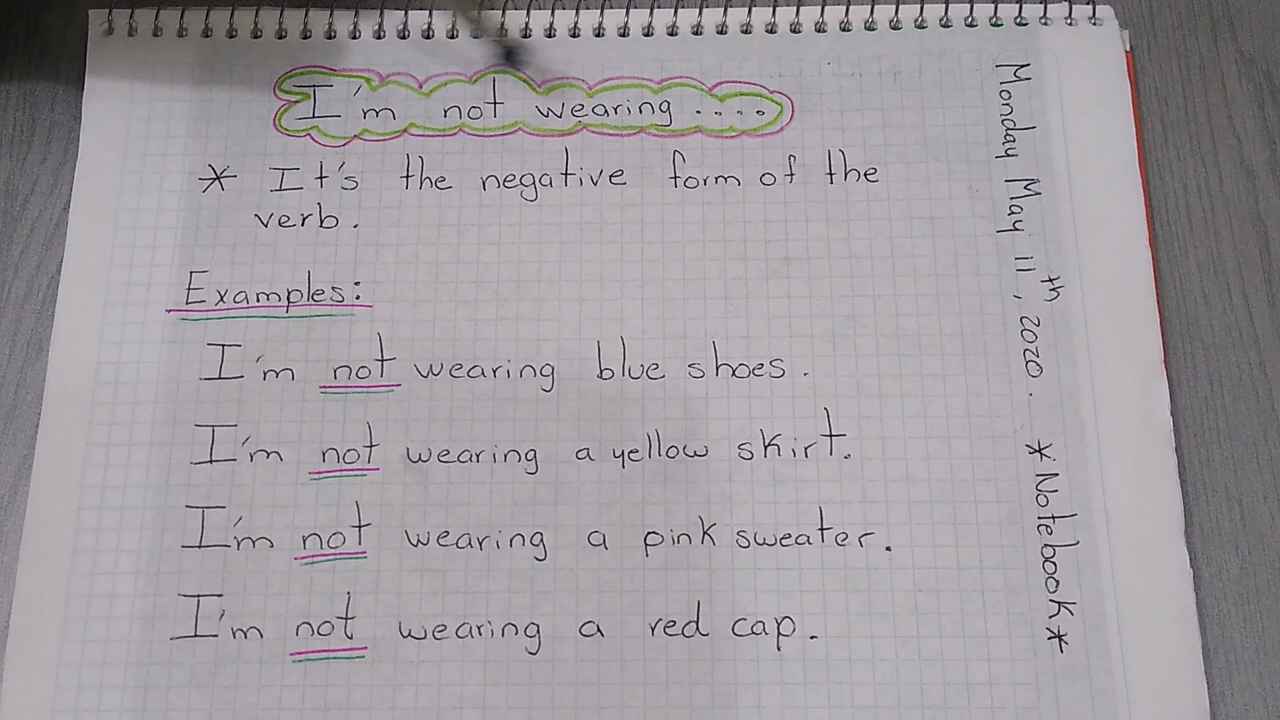 I'm not wearing....
* It's the negative form of the
verb.
Examples:
I'm not wearing blue shoes.
I'm not wearing a yellow skirt.
I'm not wearing a pink sweater.
I'm not wearing a red cap.
Monday May 11th, 2020. *Notebook*